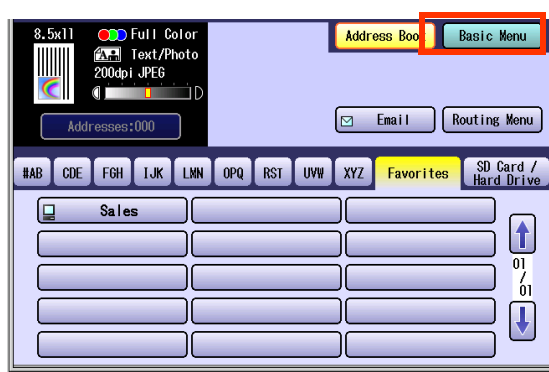 8.5x11 Full Color Address Boo Basic Menu
A Text/Photo
200dpi JPEG
D
Addresses:000 Email Routing Menu
#AB CDE FGH IJK LMN OPQ RST UVW XYZ Favorites SD Card /
Hard Drive
Sales
01
/
01